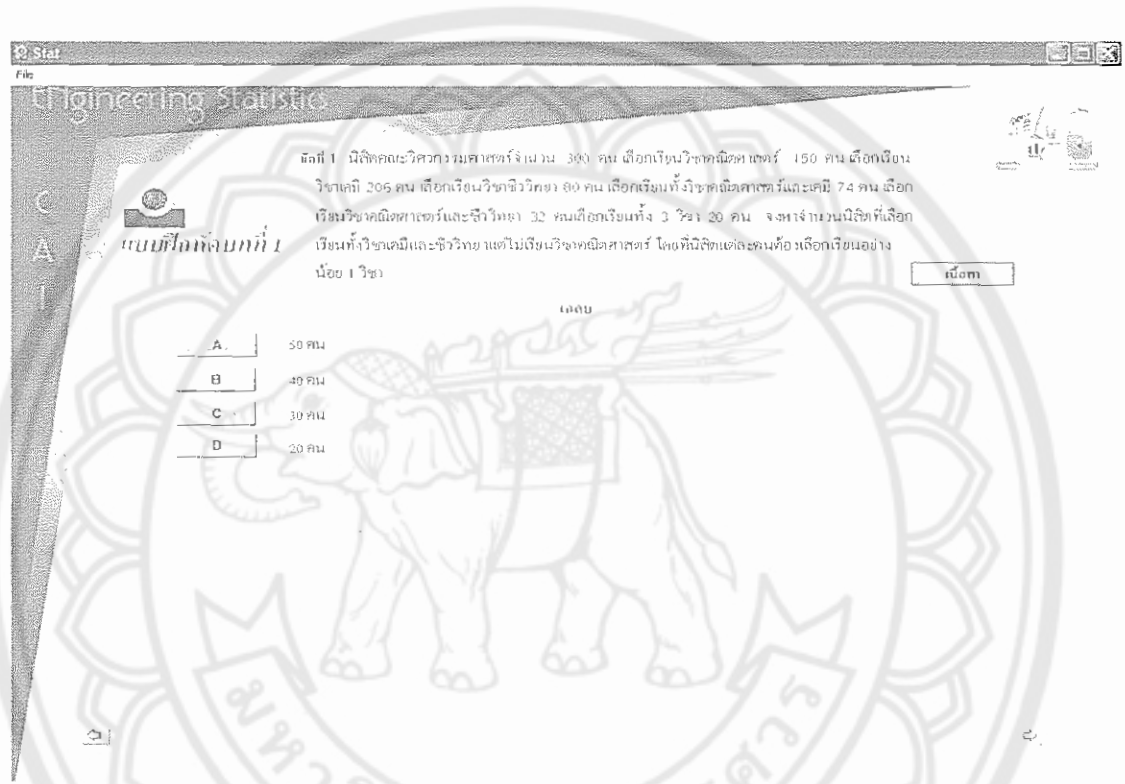 Stat
File
Engineering Statistics
C
A
I
แบบฝึกหัดบทที่ 1
ข้อที่ 1 นิสิตคณะวิศวกรรมศาสตร์จำนวน 300 คน เลือกเรียนวิชาคณิตศาสตร์ 150 คน เลือกเรียน
วิชาเคมี 206 คน เลือกเรียนวิชาชีววิทยา 80 คน เลือกเรียนทั้งวิชาคณิตศาสตร์และเคมี 74 คน เลือก
เรียนวิชาคณิตศาสตร์และชีววิทยา 32 คนเลือกเรียนทั้ง 3 วิชา 20 คน จงหาจำนวนนิสิตที่เลือก
เรียนทั้งวิชาเคมีและชีววิทยาแต่ไม่เรียนวิชาคณิตศาสตร์ โดยที่นิสิตแต่ละคนต้องเลือกเรียนอย่าง
น้อย 1 วิชา
เนื้อหา
A 50 คน
B 40 คน
C 30 คน
D 20 คน